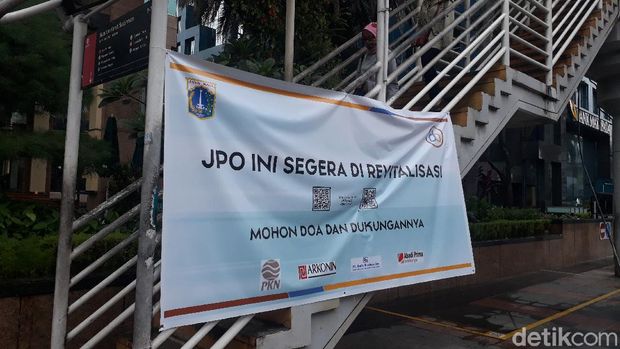 JPO INI SEGERA DI REVITALISASI
MOHON DOA DAN DUKUNGANNYA
PKN
ARKONIN
Abadi Prima
detikcom